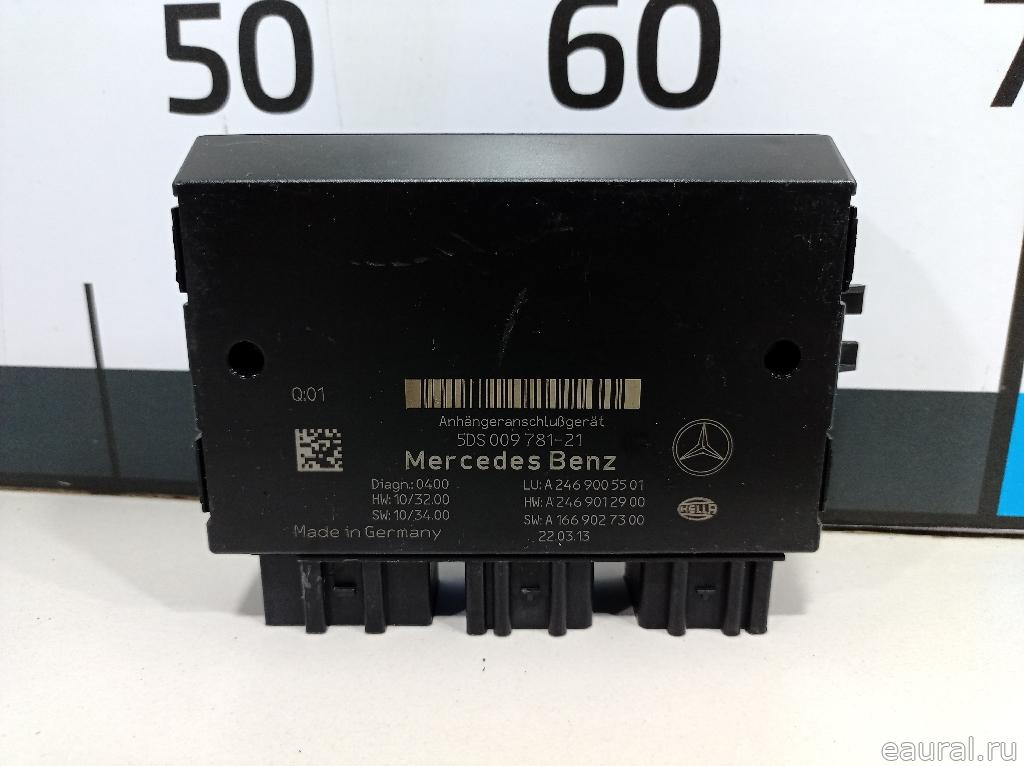 50 60 7
Q:01
Anhängeranschlußgerät
5DS 009 781-21
Mercedes Benz
Diagn.: 0400 LU: A 246 900 55 01
HW: 10/32.00 HW: A 246 901 29 00
SW: 10/34.00 SW: A 166 902 73 00
HELLA
Made in Germany 22.03.13
eaural.ru